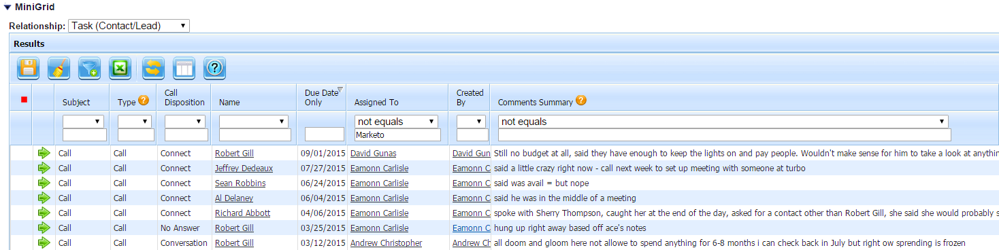 MiniGrid
Relationship: Task (Contact/Lead)
Results
Subject Type ? Call Disposition Name Due Date Only Assigned To Created By Comments Summary ?
not equals not equals
Marketo
Call Call Connect Robert Gill 09/01/2015 David Gunas David Gun Still no budget at all, said they have enough to keep the lights on and pay people. Wouldn't make sense for him to take a look at anythin
Call Call Connect Jeffrey Dedeaux 07/27/2015 Eamonn Carlisle Eamonn C said a little crazy right now - call next week to set up meeting with someone at turbo
Call Call Connect Sean Robbins 06/24/2015 Eamonn Carlisle Eamonn C said was avail = but nope
Call Call Connect Al Delaney 06/04/2015 Eamonn Carlisle Eamonn C said he was in the middle of a meeting
Call Call Connect Richard Abbott 04/06/2015 Eamonn Carlisle Eamonn C spoke with Sherry Thompson, caught her at the end of the day, asked for a contact other than Robert Gill, she said she would probably s
Call Call No Answer Robert Gill 03/25/2015 Eamonn Carlisle Eamonn C hung up right away based off ace's notes
Call Call Conversation Robert Gill 03/12/2015 Andrew Christopher Andrew Ch all doom and gloom here not allowe to spend anything for 6-8 months i can check back in July but right ow sprending is frozen